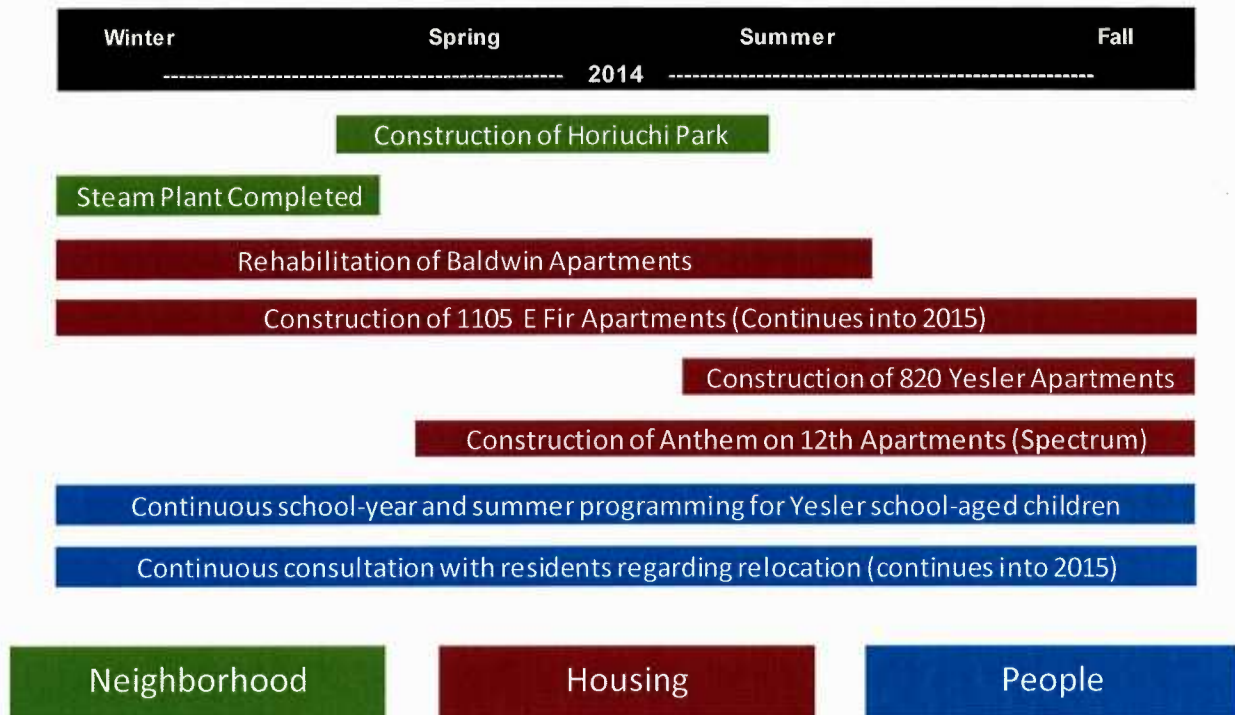 Winter Spring Summer Fall
2014
Construction of Horiuchi Park
Steam Plant Completed
Rehabilitation of Baldwin Apartments
Construction of 1105 E Fir Apartments (Continues into 2015)
Construction of 820 Yesler Apartments
Construction of Anthem on 12th Apartments (Spectrum)
Continuous school-year and summer programming for Yesler school-aged children
Continuous consultation with residents regarding relocation (continues into 2015)
Neighborhood Housing People